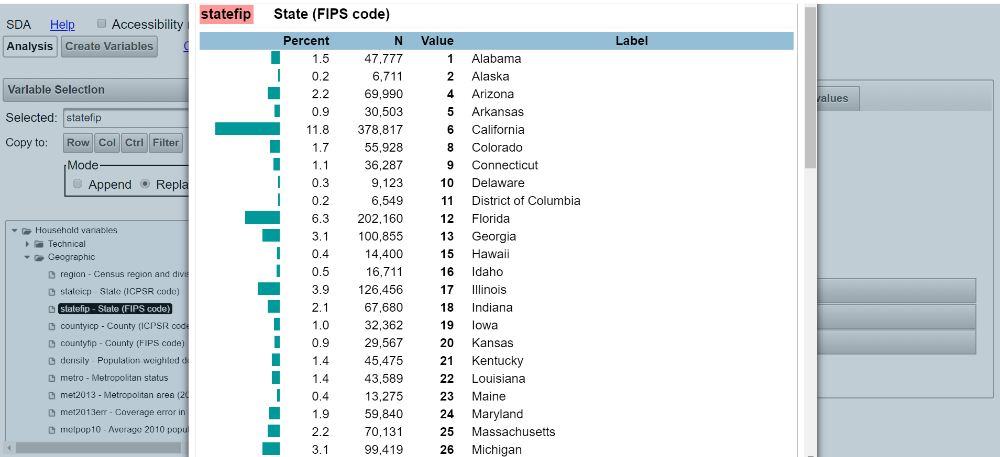 SDA Help Accessibility
Analysis Create Variables
Variable Selection
Selected: statefip
Copy to: Row Col Ctrl Filter
Mode
Append Repla
Household variables
Technical
Geographic
region - Census region and divis
stateicp - State (ICPSR code)
statefip - State (FIPS code)
countyicp - County (ICPSR code
countyfip - County (FIPS code)
density - Population-weighted de
metro - Metropolitan status
met2013 - Metropolitan area (20
met2013err - Coverage error in
metpop10 - Average 2010 popul
statefip State (FIPS code)
Percent N Value Label
1.5 47,777 1 Alabama
0.2 6,711 2 Alaska
2.2 69,990 4 Arizona
0.9 30,503 5 Arkansas
11.8 378,817 6 California
1.7 55,928 8 Colorado
1.1 36,287 9 Connecticut
0.3 9,123 10 Delaware
0.2 6,549 11 District of Columbia
6.3 202,160 12 Florida
3.1 100,855 13 Georgia
0.4 14,400 15 Hawaii
0.5 16,711 16 Idaho
3.9 126,456 17 Illinois
2.1 67,680 18 Indiana
1.0 32,362 19 Iowa
0.9 29,567 20 Kansas
1.4 45,475 21 Kentucky
1.4 43,589 22 Louisiana
0.4 13,275 23 Maine
1.9 59,840 24 Maryland
2.2 70,131 25 Massachusetts
3.1 99,419 26 Michigan
values